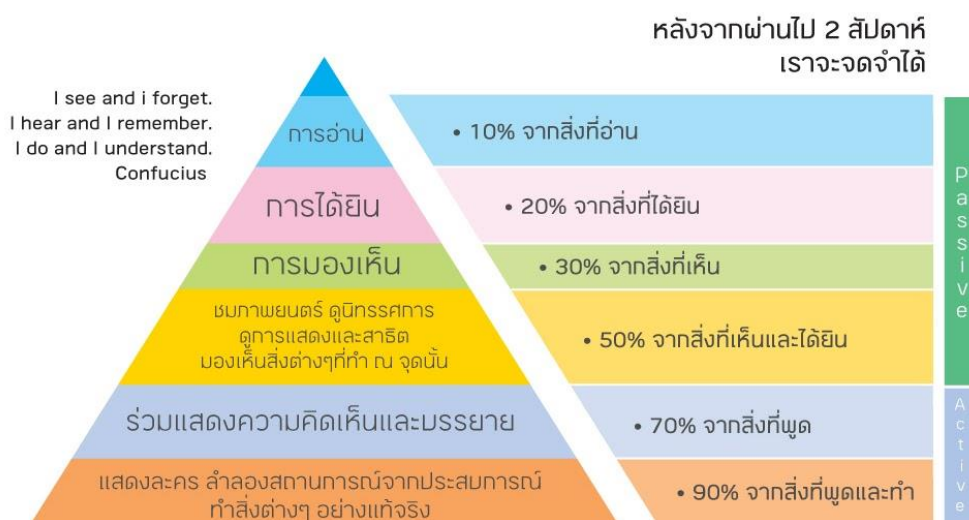 หลังจากผ่านไป 2 สัปดาห์
เราจะจดจำได้
I see and i forget.
I hear and I remember.
I do and I understand.
Confucius
การอ่าน
• 10% จากสิ่งที่อ่าน
การได้ยิน
• 20% จากสิ่งที่ได้ยิน
การมองเห็น
• 30% จากสิ่งที่เห็น
ชมภาพยนตร์ ดูนิทรรศการ
ดูการแสดงและสาธิต
มองเห็นสิ่งต่างๆที่ทำ ณ จุดนั้น
• 50% จากสิ่งที่เห็นและได้ยิน
Passive
ร่วมแสดงความคิดเห็นและบรรยาย
• 70% จากสิ่งที่พูด
แสดงละคร ลำลองสถานการณ์จากประสบการณ์
ทำสิ่งต่างๆ อย่างแท้จริง
• 90% จากสิ่งที่พูดและทำ
Active